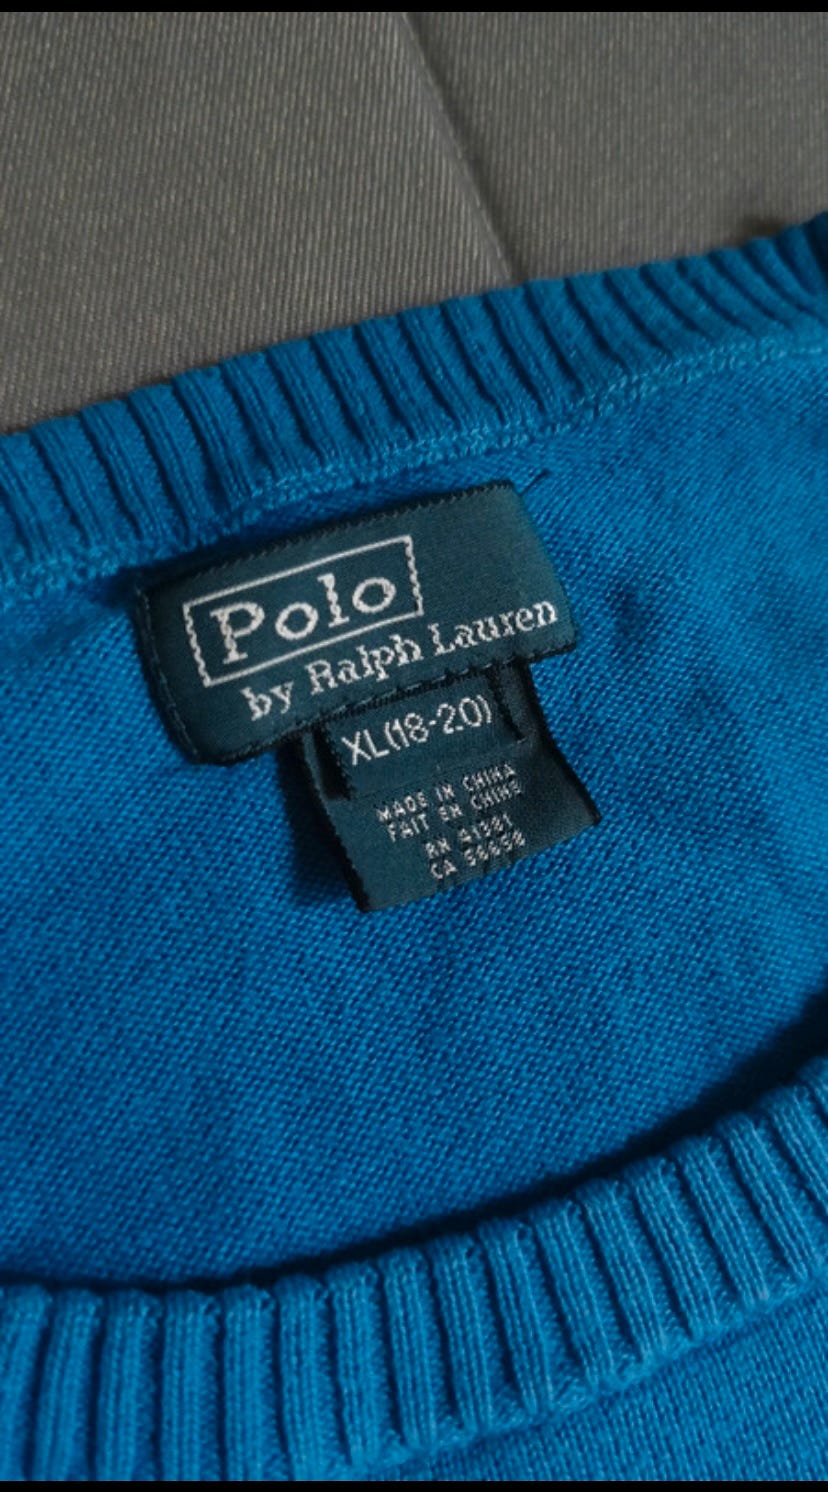 Polo
by Ralph Lauren
XL(18-20)
MADE IN CHINA
FAIT EN CHINE
RN 41381
CA 56658